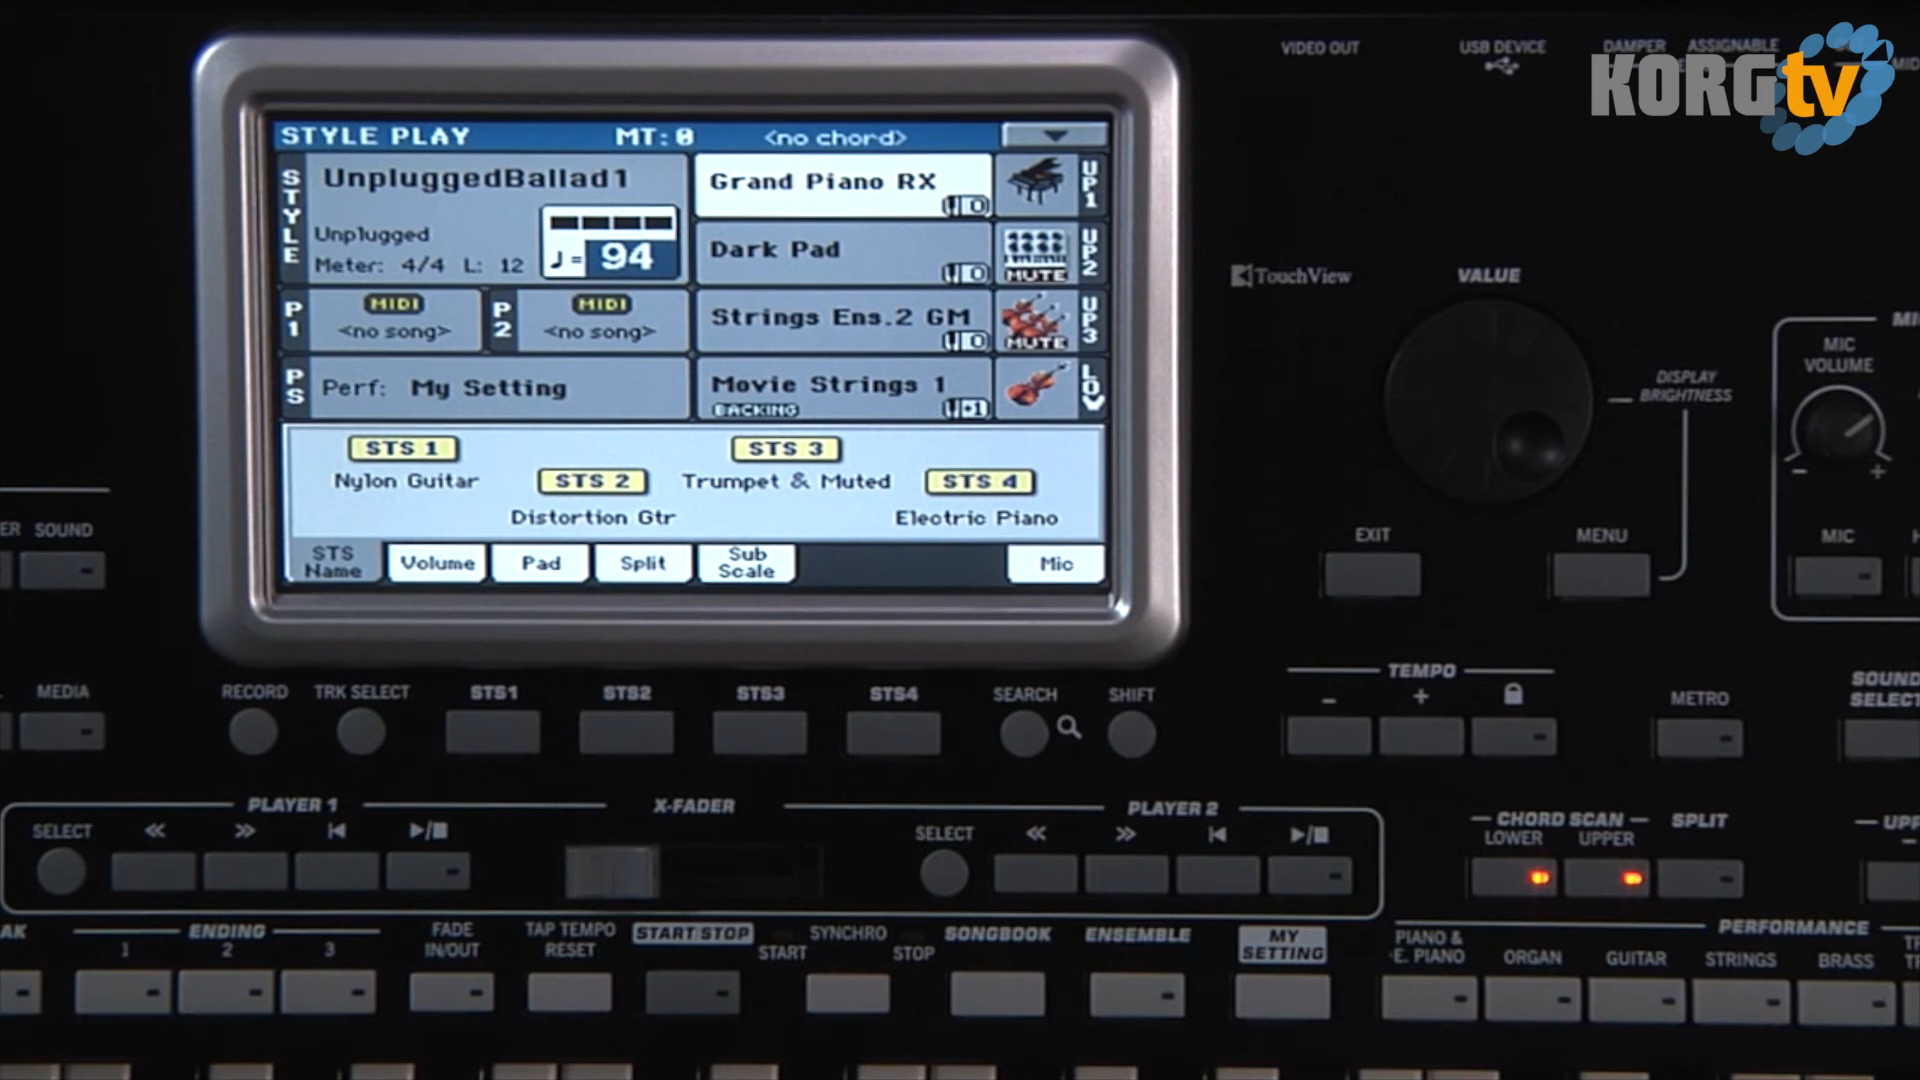 VIDEO OUT
USB DEVICE
DAMPER
ASSIGNABLE
KORGtv
STYLE PLAY MT: 0 <no chord>
STYLE
UnpluggedBallad1
Unplugged
Meter: 4/4 L: 12
♩= 94
Grand Piano RX
0
UP1
Dark Pad
0
MUTE
UP2
Strings Ens.2 GM
0
MUTE
UP3
Movie Strings 1
BACKING
+1
LOW
P1
MIDI
<no song>
P2
MIDI
<no song>
PS
Perf: My Setting
STS 1
Nylon Guitar
STS 2
Distortion Gtr
STS 3
Trumpet & Muted
STS 4
Electric Piano
STS Name
Volume
Pad
Split
Sub Scale
Mic
TouchView
VALUE
DISPLAY
BRIGHTNESS
MIC
VOLUME
- +
EXIT
MENU
MIC
SOUND
MEDIA
RECORD
TRK SELECT
STS1
STS2
STS3
STS4
SEARCH
SHIFT
TEMPO
- +
METRO
SOUND
SELECT
PLAYER 1
X-FADER
PLAYER 2
SELECT
SELECT
CHORD SCAN
LOWER UPPER
SPLIT
ENDING
1 2 3
FADE
IN/OUT
TAP TEMPO
RESET
START STOP
SYNCHRO
START STOP
SONGBOOK
ENSEMBLE
MY
SETTING
PERFORMANCE
PIANO &
E. PIANO
ORGAN
GUITAR
STRINGS
BRASS